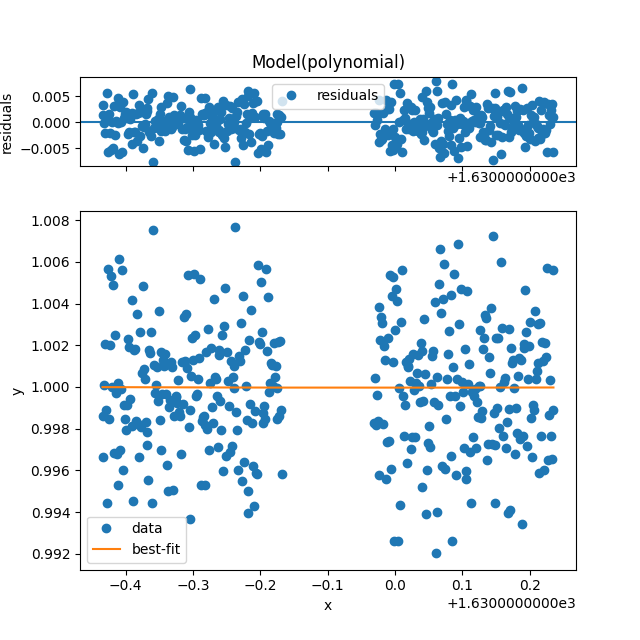 Model(polynomial)
residuals
0.005
0.000
−0.005
residuals
+1.6300000000e3
1.008
1.006
1.004
1.002
1.000
0.998
0.996
0.994
0.992
y
data
best-fit
−0.4 −0.3 −0.2 −0.1 0.0 0.1 0.2
x
+1.6300000000e3